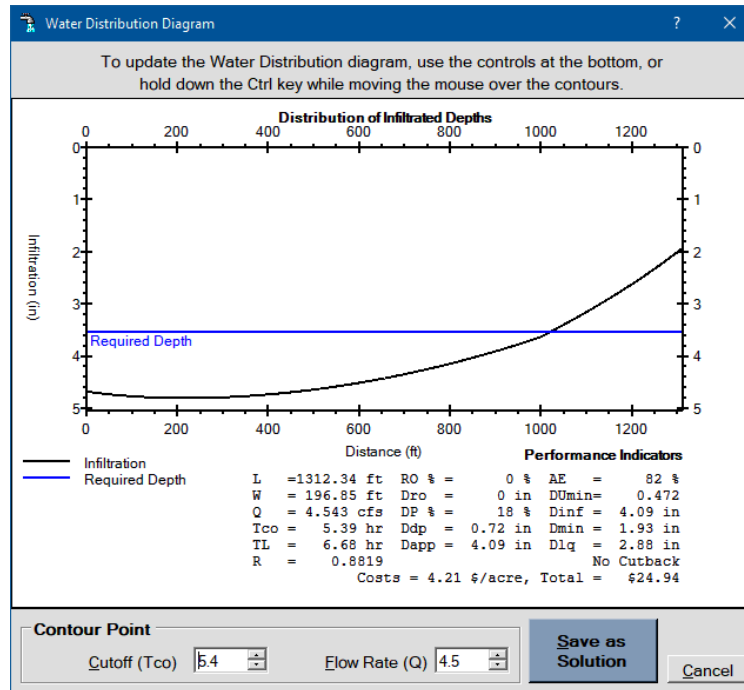 Water Distribution Diagram ? ×
To update the Water Distribution diagram, use the controls at the bottom, or
hold down the Ctrl key while moving the mouse over the contours.
Distribution of Infiltrated Depths
0 200 400 600 800 1000 1200
0 0
1 1
2 2
Infiltration (in)
3 3
Required Depth
4 4
5 5
0 200 400 600 800 1000 1200
Distance (ft) Performance Indicators
Infiltration
Required Depth
L =1312.34 ft RO % = 0 % AE = 82 %
W = 196.85 ft Dro = 0 in DUmin= 0.472
Q = 4.543 cfs DP % = 18 % Dinf = 4.09 in
Tco = 5.39 hr Ddp = 0.72 in Dmin = 1.93 in
TL = 6.68 hr Dapp = 4.09 in Dlq = 2.88 in
R = 0.8819 No Cutback
Costs = 4.21 $/acre, Total = $24.94
Contour Point
Cutoff (Tco) 5.4 Flow Rate (Q) 4.5
Save as
Solution
Cancel